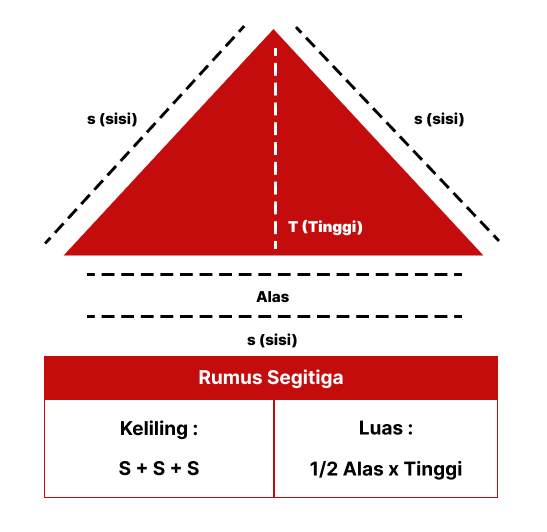 s (sisi)
s (sisi)
T (Tinggi)
Alas
s (sisi)
Rumus Segitiga
Keliling :
S + S + S
Luas :
1/2 Alas x Tinggi